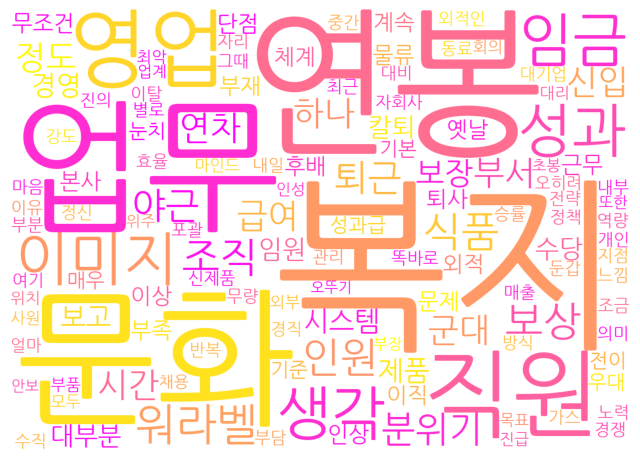 무조건
영업
단점
자리
그때
중간
외적인
동료회의
임금
정도
최악
업계
체계
연봉
계속
물류
대기업
신입
경영
부재
진의
이탈
별로
눈치
강도
업무
연차
하나
최근
대비
자회사
칼퇴
대리
옛날
성과
효율
마인드
내일
후배
기본
보장
부서
초봉
근무
오히려
내부
본사
야근
인성
퇴근
전략
또한
마음
이유
정신
급여
퇴사
승률
정책
역량
부분
위주
포괄
성과급
복지
식품
수당
개인
이미지
조직
임원
관리
똑바로
지점
여기
매우
신제품
외적
둔갑
느낌
위치
이상
무량
오뚜기
매출
사원
보고
외부
시스템
문제
보상
조금
문화
부족
경직
군대
의미
얼마
반복
부장
방식
기준
인원
제품
직원
전이
안보
부품
시간
채용
이직
우대
모두
생각
목표
가스
노력
수직
대부분
워라벨
부담
인상
분위기
진급
경쟁